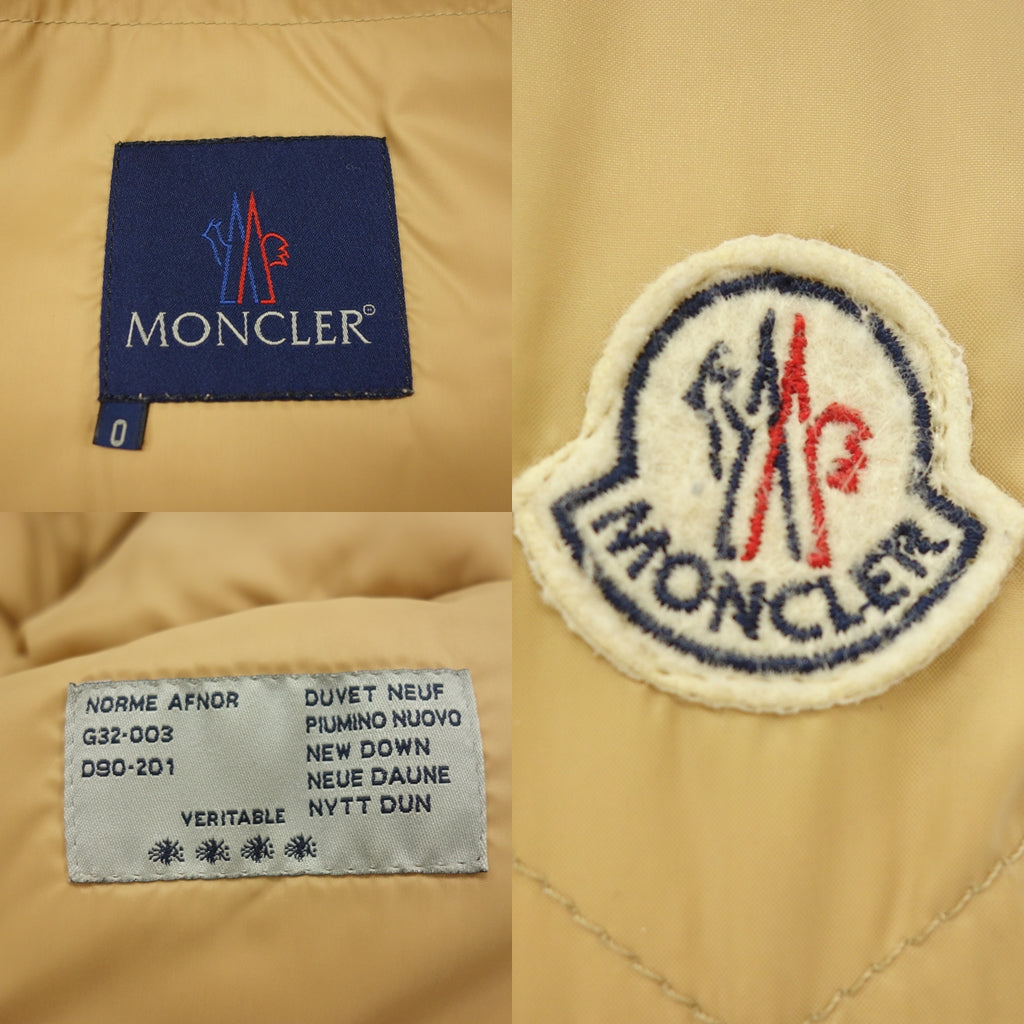 MONCLER
0
MONCLER
NORME AFNOR
G32-003
D90-201
DUVET NEUF
PIUMINO NUOVO
NEW DOWN
NEUE DAUNE
NYTT DUN
VERITABLE